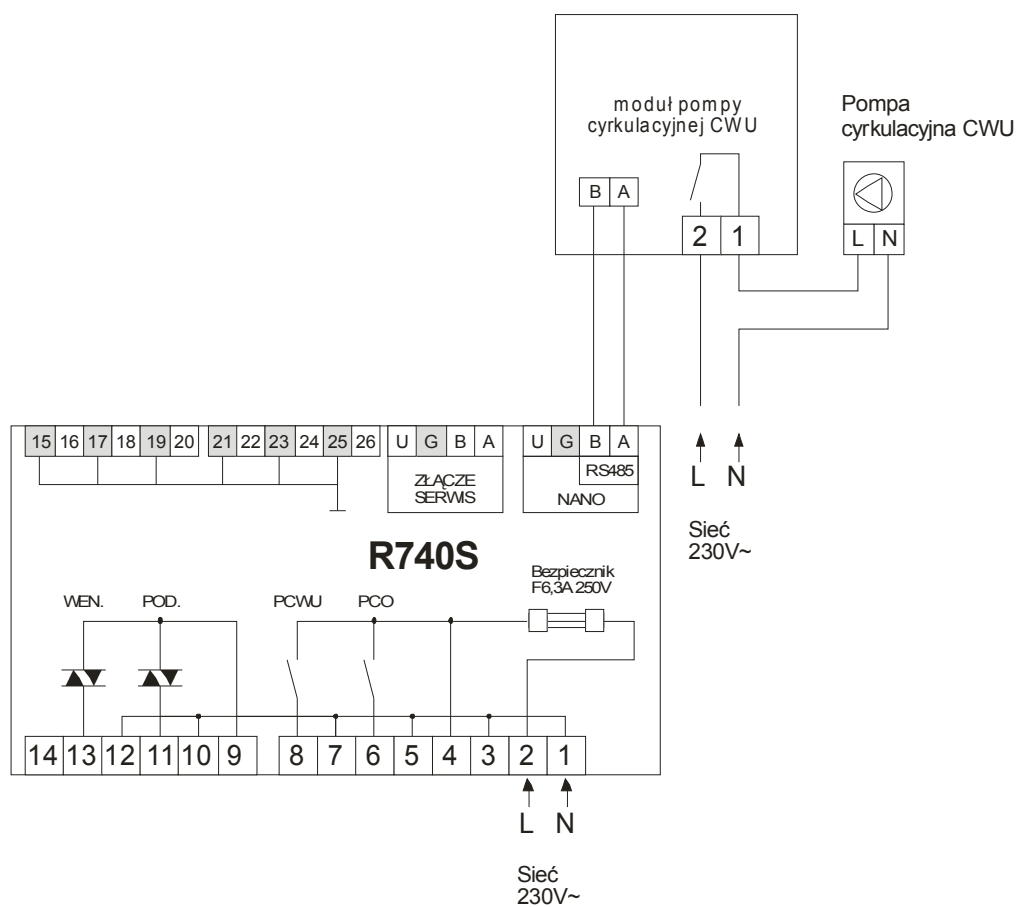 moduł pompy
cyrkulacyjnej CWU
Pompa
cyrkulacyjna CWU
B A
2 1
L N
15 16 17 18 19 20 21 22 23 24 25 26 U G B A U G B A
RS485
ZŁĄCZE
SERWIS
NANO
L N
Sieć
230V~
R740S
Bezpiecznik
F6,3A 250V
WEN. POD. PCWU PCO
14 13 12 11 10 9 8 7 6 5 4 3 2 1
L N
Sieć
230V~